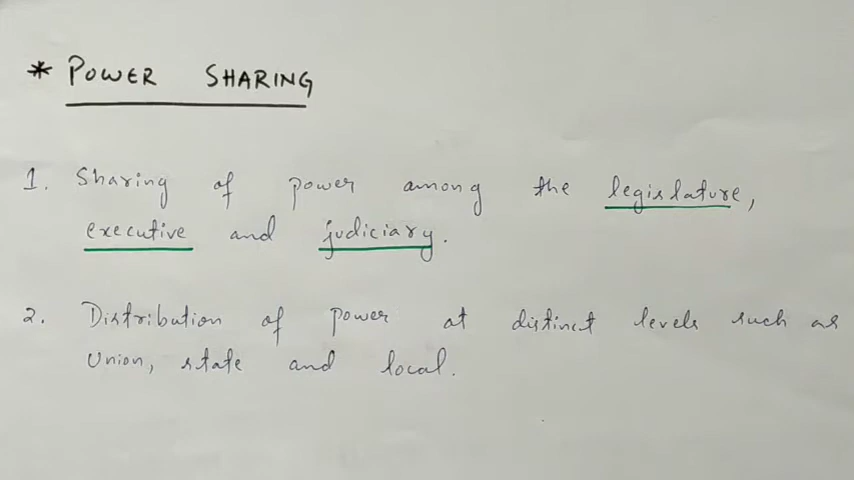 * POWER SHARING
1. Sharing of power among the legislature,
executive and judiciary.
2. Distribution of power at distinct levels such as
Union, state and local.